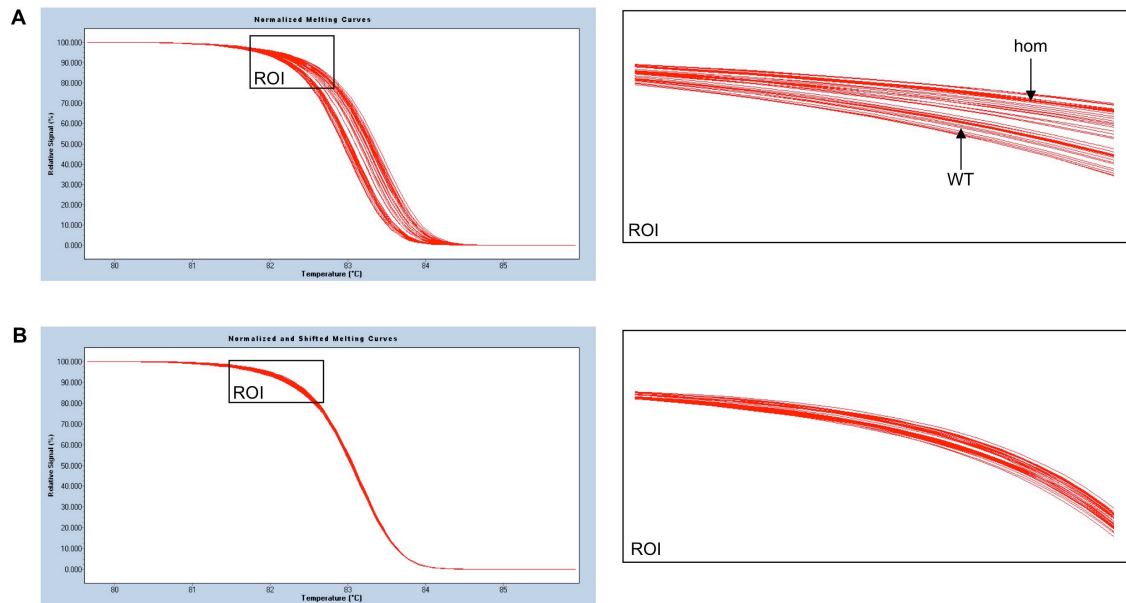 A
Normalized Melting Curves
Relative Signal (%)
100.000
90.000
80.000
70.000
60.000
50.000
40.000
30.000
20.000
10.000
0.000
ROI
80 81 82 83 84 85
Temperature (°C)
hom
WT
ROI
B
Normalized and Shifted Melting Curves
Relative Signal (%)
100.000
90.000
80.000
70.000
60.000
50.000
40.000
30.000
20.000
10.000
0.000
ROI
80 81 82 83 84 85
Temperature (°C)
ROI